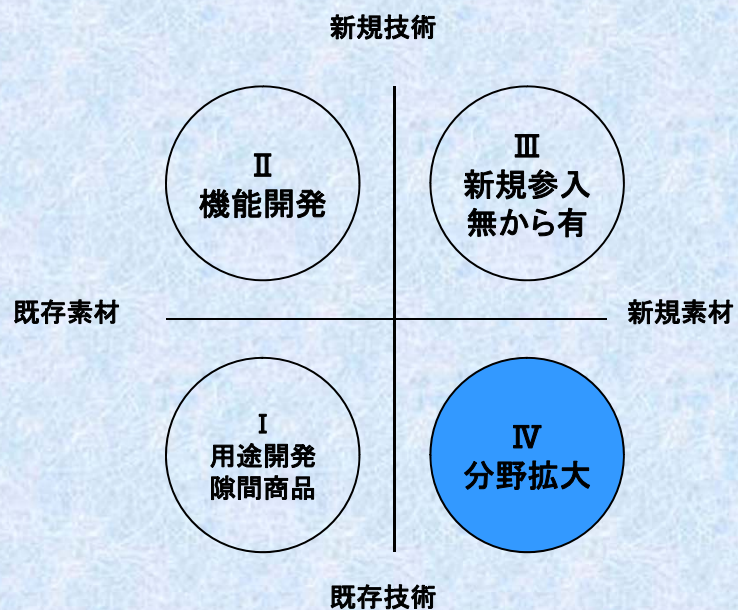 新規技術
Ⅱ
機能開発
Ⅲ
新規参入
無から有
既存素材
新規素材
Ⅰ
用途開発
隙間商品
Ⅳ
分野拡大
既存技術